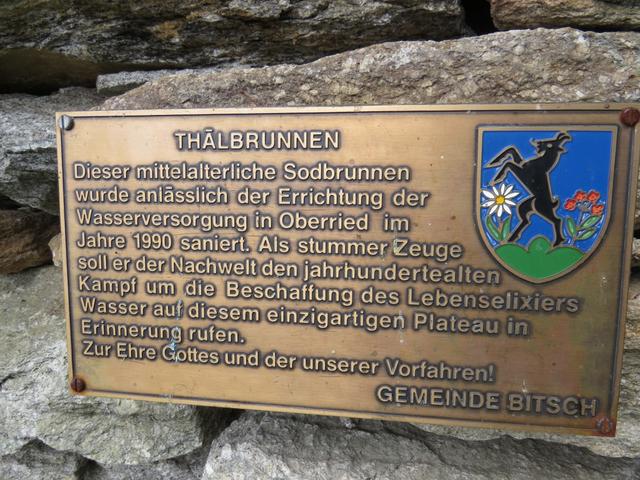 THÄLBRUNNEN
Dieser mittelalterliche Sodbrunnen
wurde anlässlich der Errichtung der
Wasserversorgung in Oberried im
Jahre 1990 saniert. Als stummer Zeuge
soll er der Nachwelt den jahrhundertealten
Kampf um die Beschaffung des Lebenselixiers
Wasser auf diesem einzigartigen Plateau in
Erinnerung rufen.
Zur Ehre Gottes und der unserer Vorfahren!
GEMEINDE BITSCH